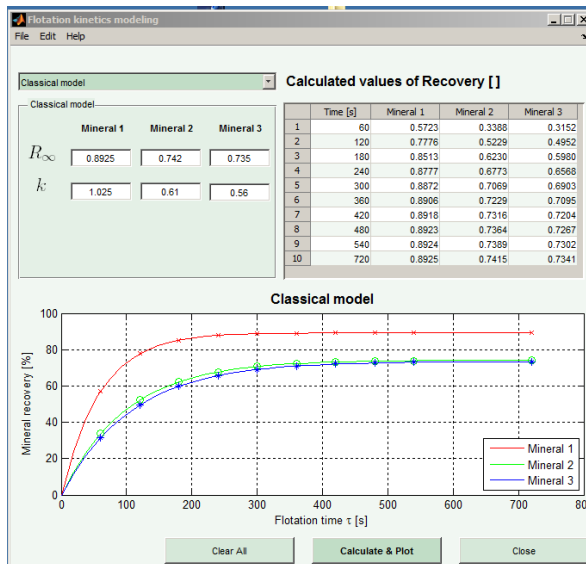 Flotation kinetics modeling
File Edit Help
Classical model
Calculated values of Recovery [ ]
Classical model
Mineral 1 Mineral 2 Mineral 3
R∞ 0.8925 0.742 0.735
k 1.025 0.61 0.56
Time [s] Mineral 1 Mineral 2 Mineral 3
1 60 0.5723 0.3388 0.3152
2 120 0.7776 0.5229 0.4952
3 180 0.8513 0.6230 0.5980
4 240 0.8777 0.6773 0.6568
5 300 0.8872 0.7069 0.6903
6 360 0.8906 0.7229 0.7095
7 420 0.8918 0.7316 0.7204
8 480 0.8923 0.7364 0.7267
9 540 0.8924 0.7389 0.7302
10 720 0.8925 0.7415 0.7341
Classical model
Mineral recovery [%]
100
80
60
40
20
0
0 100 200 300 400 500 600 700 800
Flotation time τ [s]
Mineral 1
Mineral 2
Mineral 3
Clear All Calculate & Plot Close